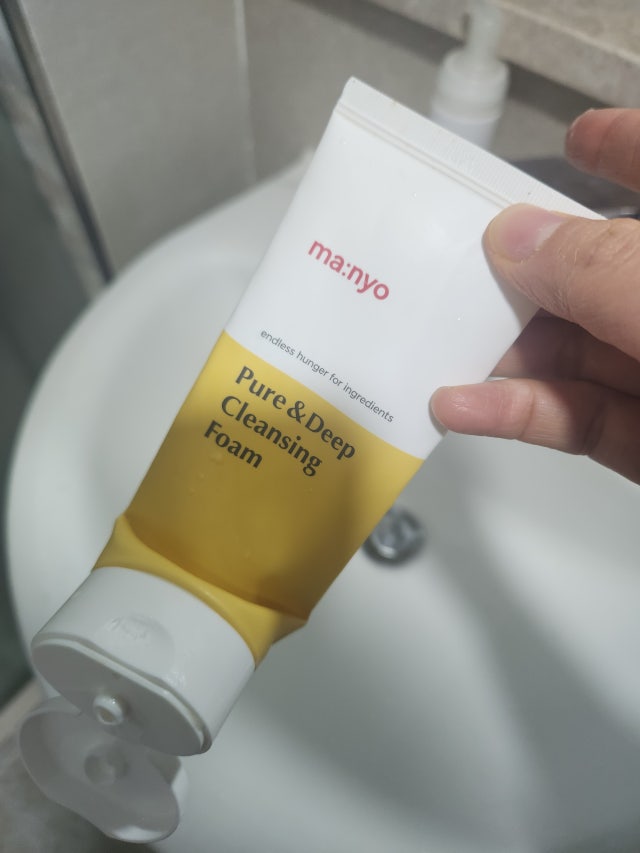 ma:nyo
endless hunger for ingredients
Pure & Deep
Cleansing
Foam